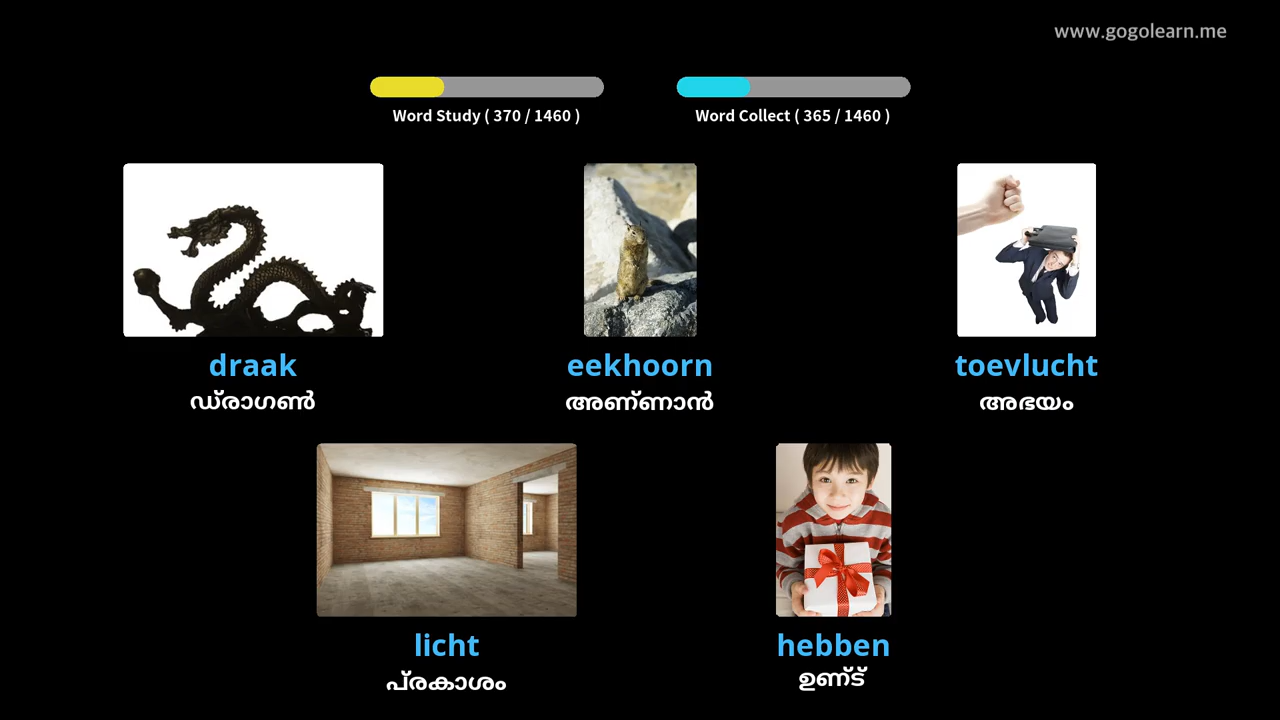 www.gogolearn.me
Word Study ( 370 / 1460 )
Word Collect ( 365 / 1460 )
draak
ഡ്രാഗൺ
eekhoorn
അണ്ണാൻ
toevlucht
അഭയം
licht
പ്രകാശം
hebben
ഉണ്ട്